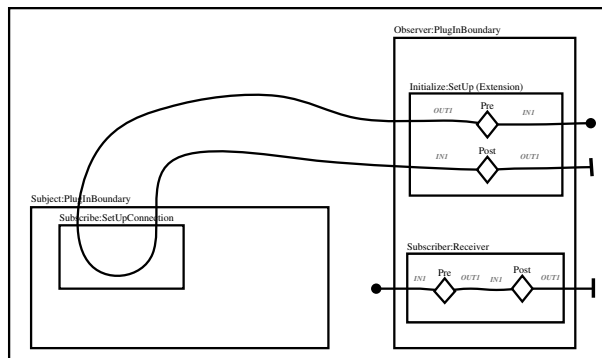 Observer:PlugInBoundary
Initialize:SetUp (Extension)
OUT1 Pre IN1
IN1 Post OUT1
Subject:PlugInBoundary
Subscribe:SetUpConnection
Subscriber:Receiver
IN1 Pre OUT1 IN1 Post OUT1